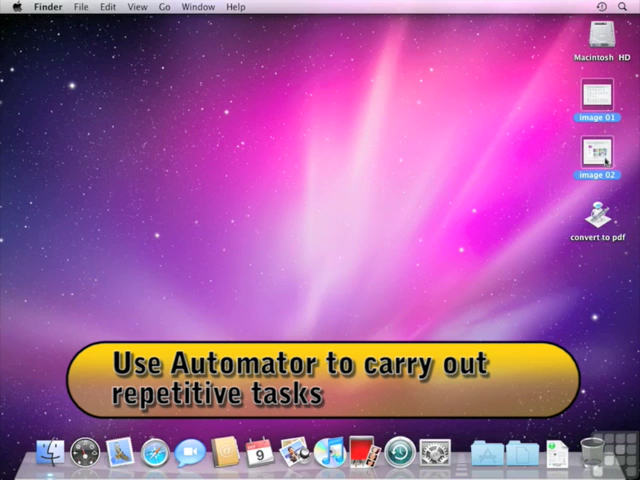 Finder File Edit View Go Window Help
Macintosh HD
image 01
image 02
convert to pdf
Use Automator to carry out
repetitive tasks
9